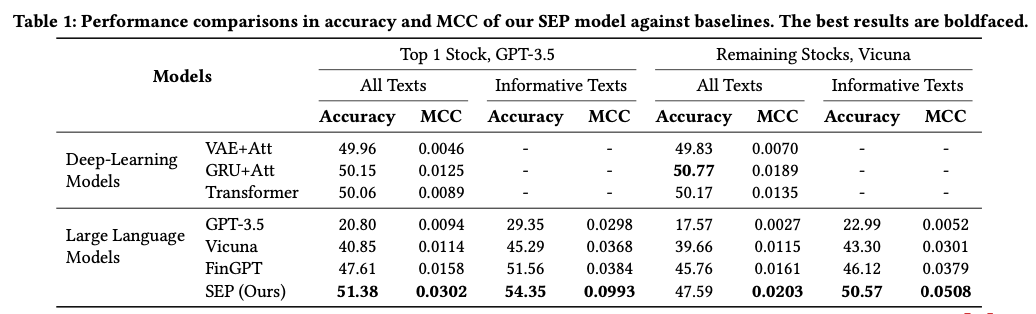 Table 1: Performance comparisons in accuracy and MCC of our SEP model against baselines. The best results are boldfaced.
Models Top 1 Stock, GPT-3.5 Remaining Stocks, Vicuna
All Texts Informative Texts All Texts Informative Texts
Accuracy MCC Accuracy MCC Accuracy MCC Accuracy MCC
Deep-Learning Models
VAE+Att 49.96 0.0046 - - 49.83 0.0070 - -
GRU+Att 50.15 0.0125 - - 50.77 0.0189 - -
Transformer 50.06 0.0089 - - 50.17 0.0135 - -
Large Language Models
GPT-3.5 20.80 0.0094 29.35 0.0298 17.57 0.0027 22.99 0.0052
Vicuna 40.85 0.0114 45.29 0.0368 39.66 0.0115 43.30 0.0301
FinGPT 47.61 0.0158 51.56 0.0384 45.76 0.0161 46.12 0.0379
SEP (Ours) 51.38 0.0302 54.35 0.0993 47.59 0.0203 50.57 0.0508